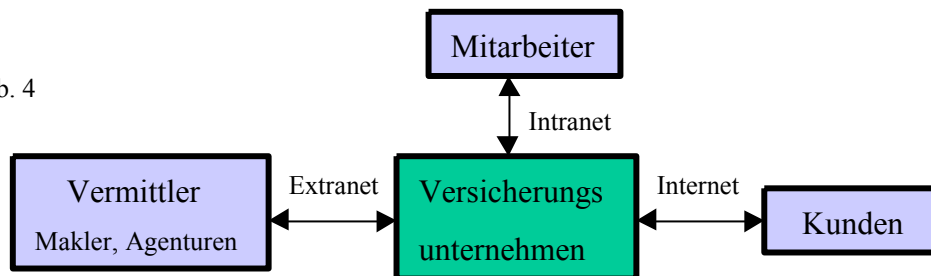 Mitarbeiter
b. 4
Intranet
Vermittler
Makler, Agenturen
Extranet
Versicherungs
unternehmen
Internet
Kunden